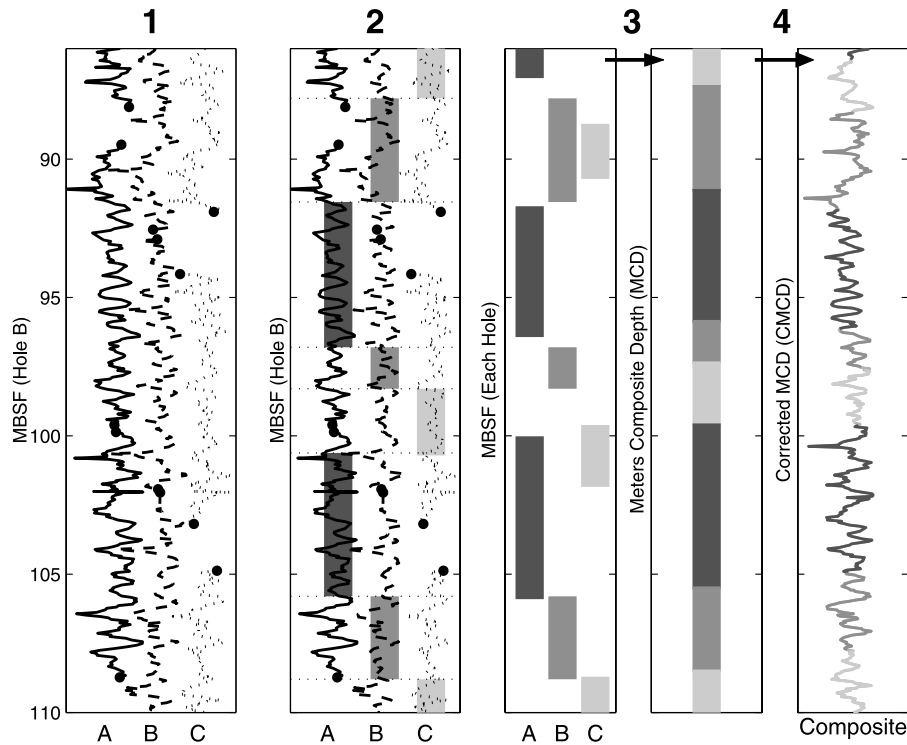 1
2
3
4
MBSF (Hole B)
90
95
100
105
110
A B C
MBSF (Hole B)
A B C
MBSF (Each Hole)
A B C
Meters Composite Depth (MCD)
Corrected MCD (CMCD)
Composite